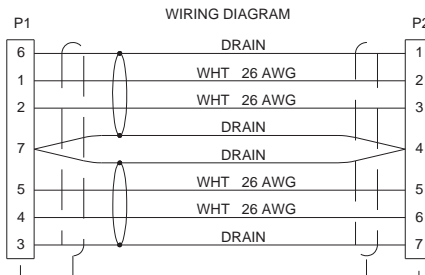 WIRING DIAGRAM
P1 P2
6 DRAIN 1
1 WHT 26 AWG 2
2 WHT 26 AWG 3
DRAIN
7 4
DRAIN
5 WHT 26 AWG 5
4 WHT 26 AWG 6
3 DRAIN 7